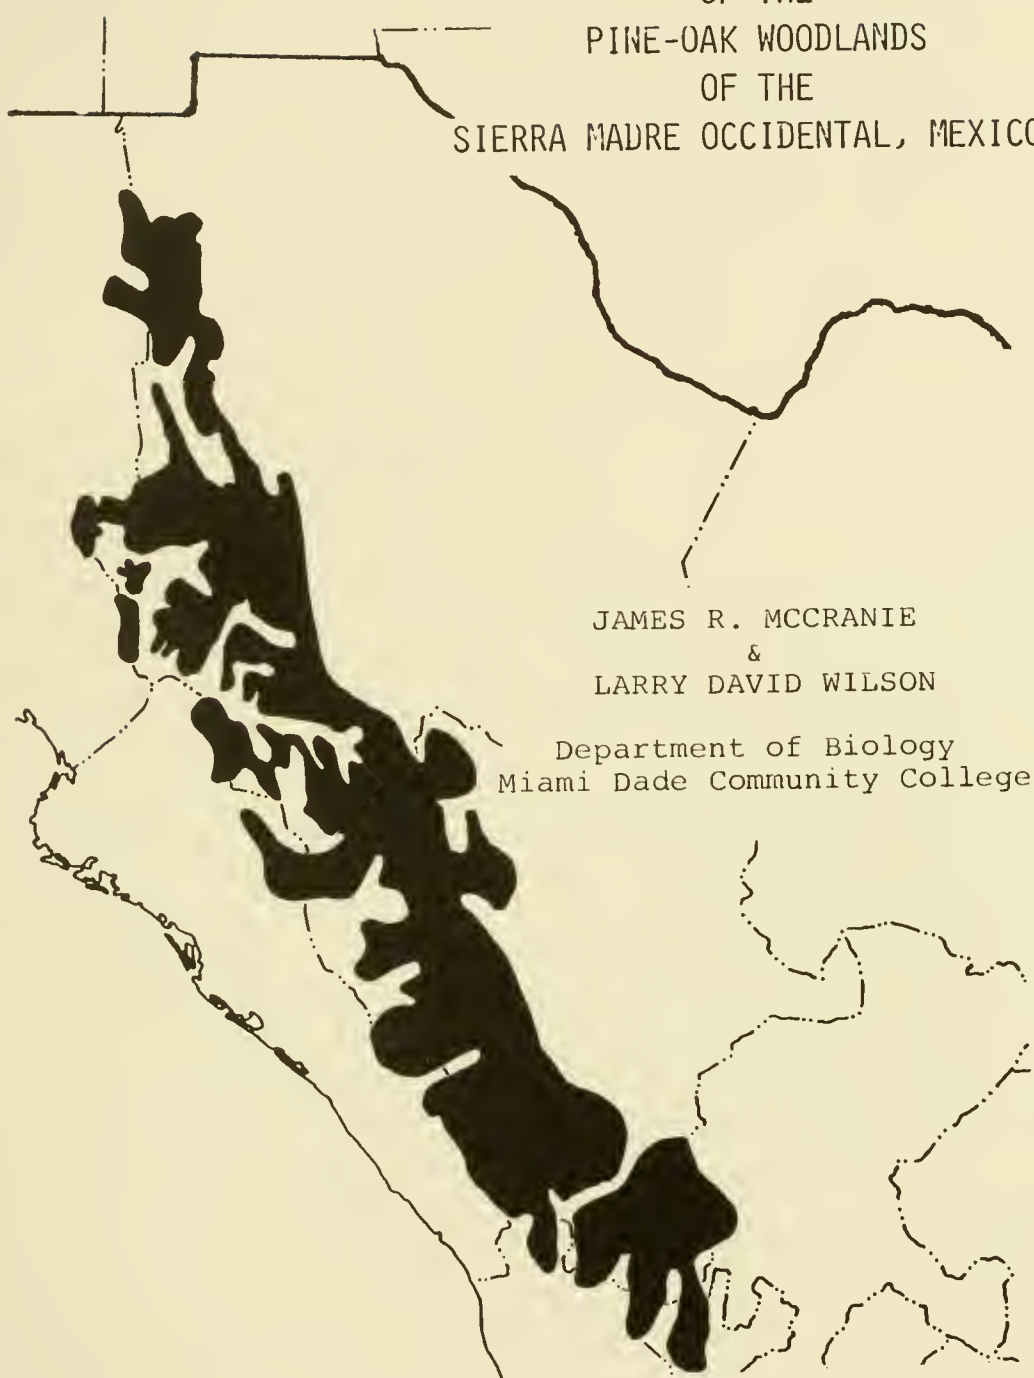 PINE-OAK WOODLANDS
OF THE
SIERRA MADRE OCCIDENTAL, MEXICO
JAMES R. MCCRANIE
&
LARRY DAVID WILSON
Department of Biology
Miami Dade Community College